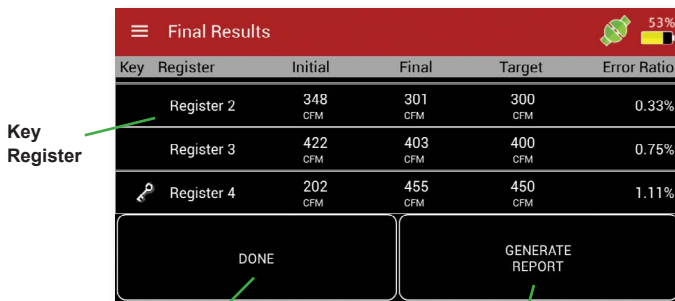 Final Results
53%
Key Register Initial Final Target Error Ratio
Register 2 348 CFM 301 CFM 300 CFM 0.33%
Key Register
Register 3 422 CFM 403 CFM 400 CFM 0.75%
Register 4 202 CFM 455 CFM 450 CFM 1.11%
DONE
GENERATE
REPORT